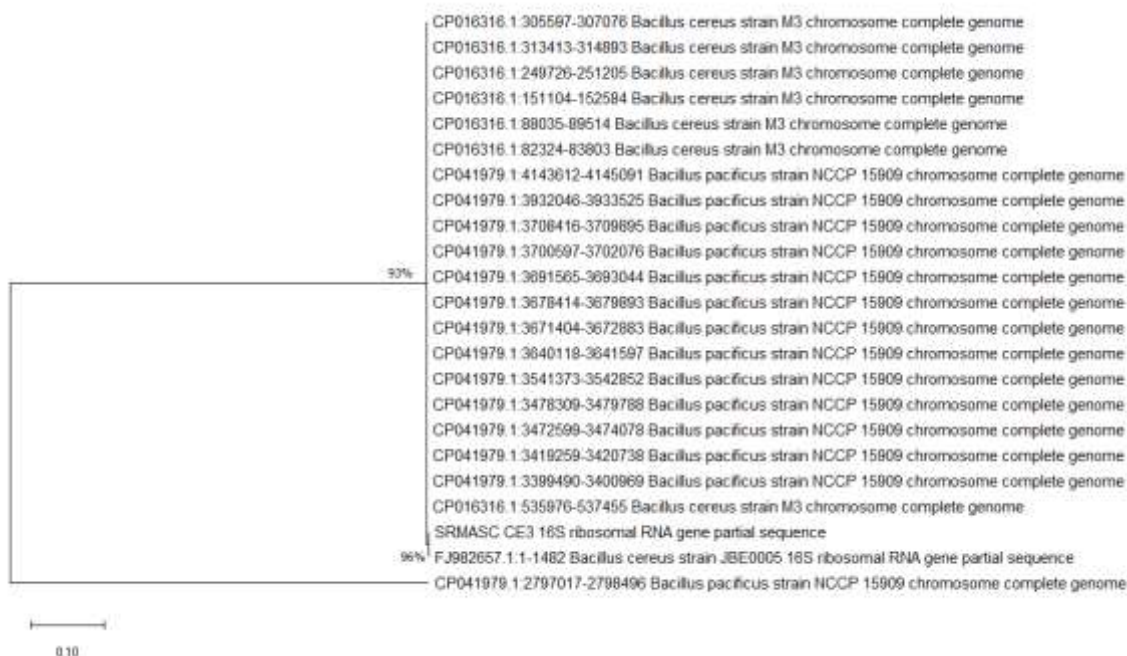 CP016316.1:305597-307076 Bacillus cereus strain M3 chromosome complete genome
CP016316.1:313413-314893 Bacillus cereus strain M3 chromosome complete genome
CP016316.1:249726-251205 Bacillus cereus strain M3 chromosome complete genome
CP016316.1:151104-152584 Bacillus cereus strain M3 chromosome complete genome
CP016316.1:88035-89514 Bacillus cereus strain M3 chromosome complete genome
CP016316.1:82324-83803 Bacillus cereus strain M3 chromosome complete genome
CP041979.1:4143612-4145091 Bacillus pacificus strain NCCP 15909 chromosome complete genome
CP041979.1:3932046-3933525 Bacillus pacificus strain NCCP 15909 chromosome complete genome
CP041979.1:3708416-3709895 Bacillus pacificus strain NCCP 15909 chromosome complete genome
CP041979.1:3700597-3702076 Bacillus pacificus strain NCCP 15909 chromosome complete genome
93% CP041979.1:3691565-3693044 Bacillus pacificus strain NCCP 15909 chromosome complete genome
CP041979.1:3678414-3679893 Bacillus pacificus strain NCCP 15909 chromosome complete genome
CP041979.1:3671404-3672883 Bacillus pacificus strain NCCP 15909 chromosome complete genome
CP041979.1:3640118-3641597 Bacillus pacificus strain NCCP 15909 chromosome complete genome
CP041979.1:3541373-3542852 Bacillus pacificus strain NCCP 15909 chromosome complete genome
CP041979.1:3478309-3479788 Bacillus pacificus strain NCCP 15909 chromosome complete genome
CP041979.1:3472599-3474078 Bacillus pacificus strain NCCP 15909 chromosome complete genome
CP041979.1:3419259-3420738 Bacillus pacificus strain NCCP 15909 chromosome complete genome
CP041979.1:3399490-3400969 Bacillus pacificus strain NCCP 15909 chromosome complete genome
CP016316.1:535976-537455 Bacillus cereus strain M3 chromosome complete genome
SRMASC CE3 16S ribosomal RNA gene partial sequence
96% FJ982657.1:1-1482 Bacillus cereus strain JBE0005 16S ribosomal RNA gene partial sequence
CP041979.1:2797017-2798496 Bacillus pacificus strain NCCP 15909 chromosome complete genome
0.10